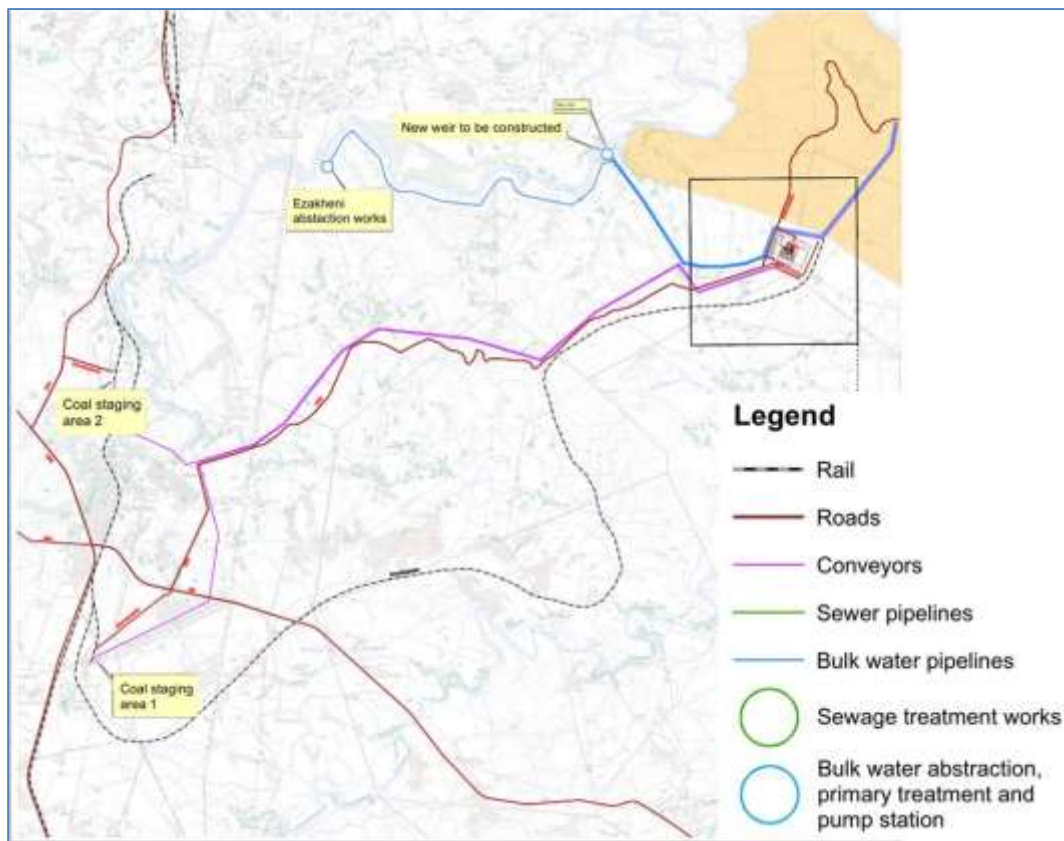 New weir to be constructed
Ezakheni
abstaction works
Coal staging
area 2
Coal staging
area 1
Legend
Rail
Roads
Conveyors
Sewer pipelines
Bulk water pipelines
Sewage treatment works
Bulk water abstraction,
primary treatment and
pump station